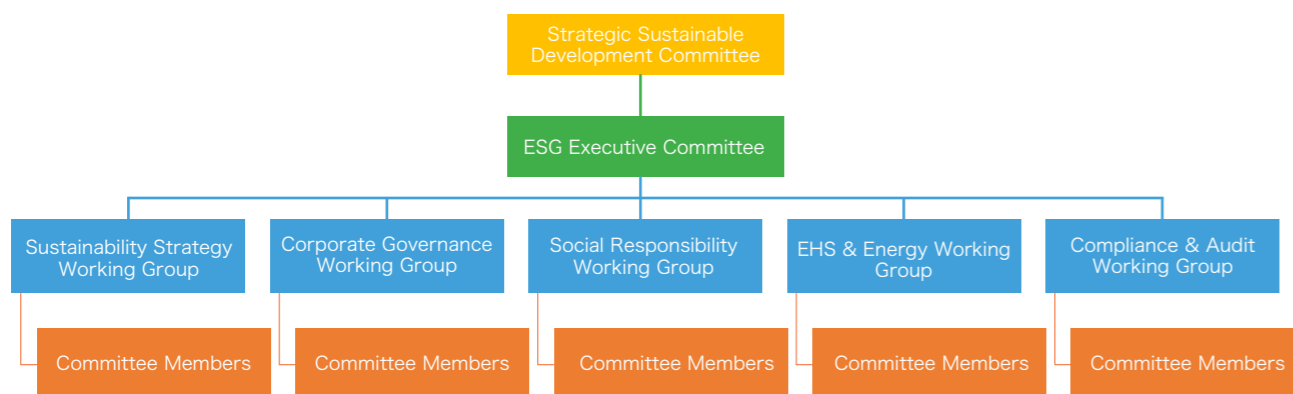 Strategic Sustainable
Development Committee
ESG Executive Committee
Sustainability Strategy
Working Group
Corporate Governance
Working Group
Social Responsibility
Working Group
EHS & Energy Working
Group
Compliance & Audit
Working Group
Committee Members
Committee Members
Committee Members
Committee Members
Committee Members